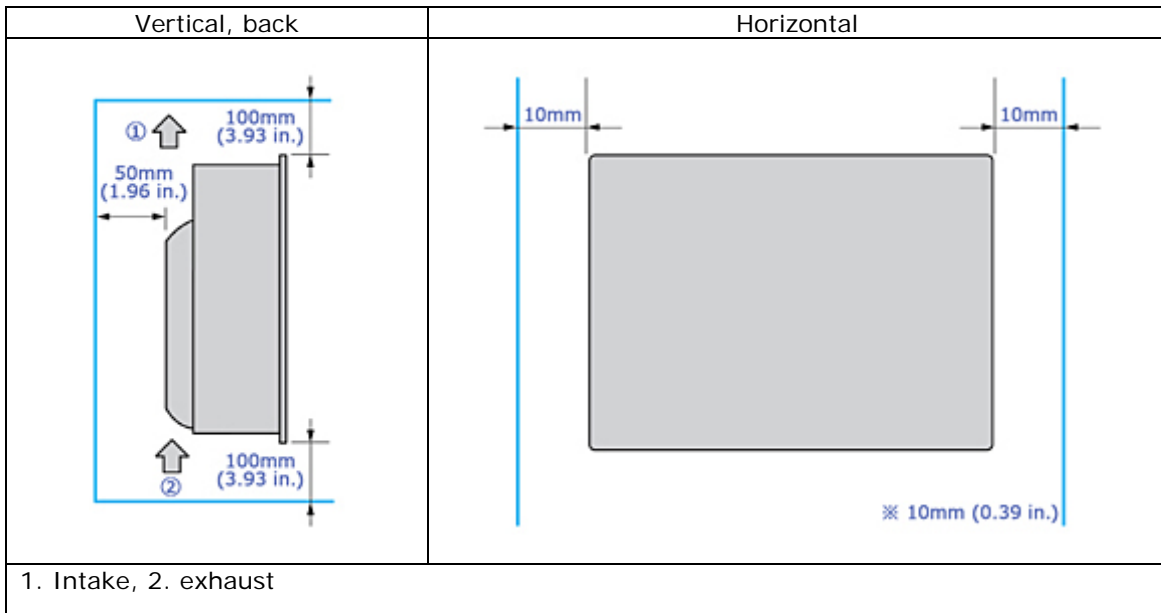 Vertical, back
Horizontal
①
100mm
(3.93 in.)
50mm
(1.96 in.)
②
100mm
(3.93 in.)
10mm
10mm
※ 10mm (0.39 in.)
1. Intake, 2. exhaust